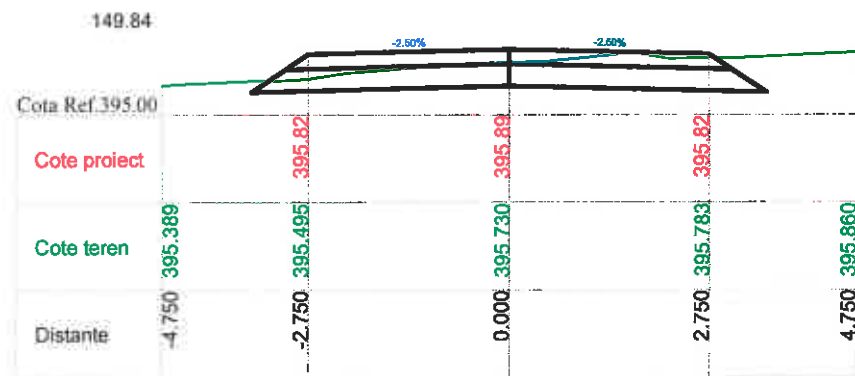 149.84
-2.50% -2.50%
Cota Ref.395.00
Cote proiect 395.82 395.89 395.82
Cote teren 395.389 395.495 395.730 395.783 395.860
Distante -4.750 -2.750 0.000 2.750 4.750